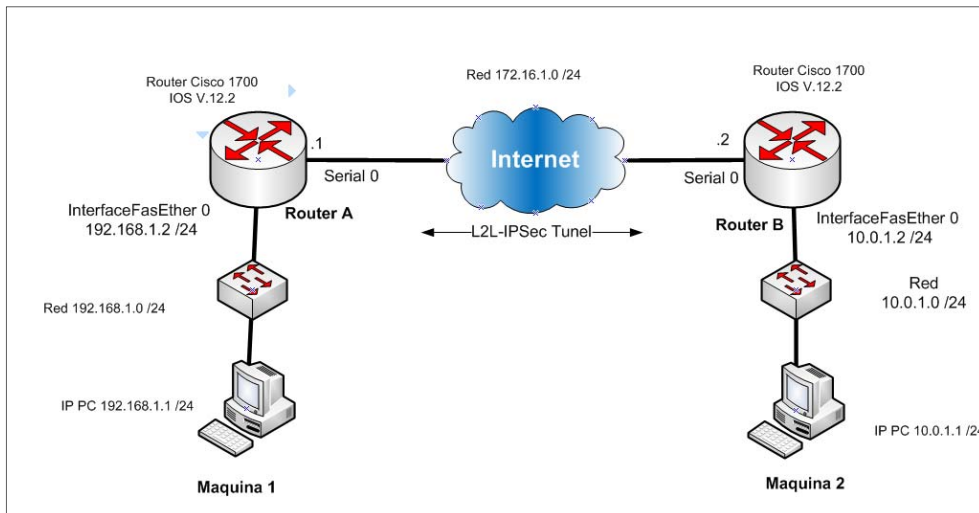 Router Cisco 1700
IOS V.12.2
Red 172.16.1.0 /24
Router Cisco 1700
IOS V.12.2
.1
Internet
.2
Serial 0
Serial 0
Router A
InterfaceFasEther 0
192.168.1.2 /24
L2L-IPSec Tunel
Router B
InterfaceFasEther 0
10.0.1.2 /24
Red 192.168.1.0 /24
Red
10.0.1.0 /24
IP PC 192.168.1.1 /24
IP PC 10.0.1.1 /24
Maquina 1
Maquina 2